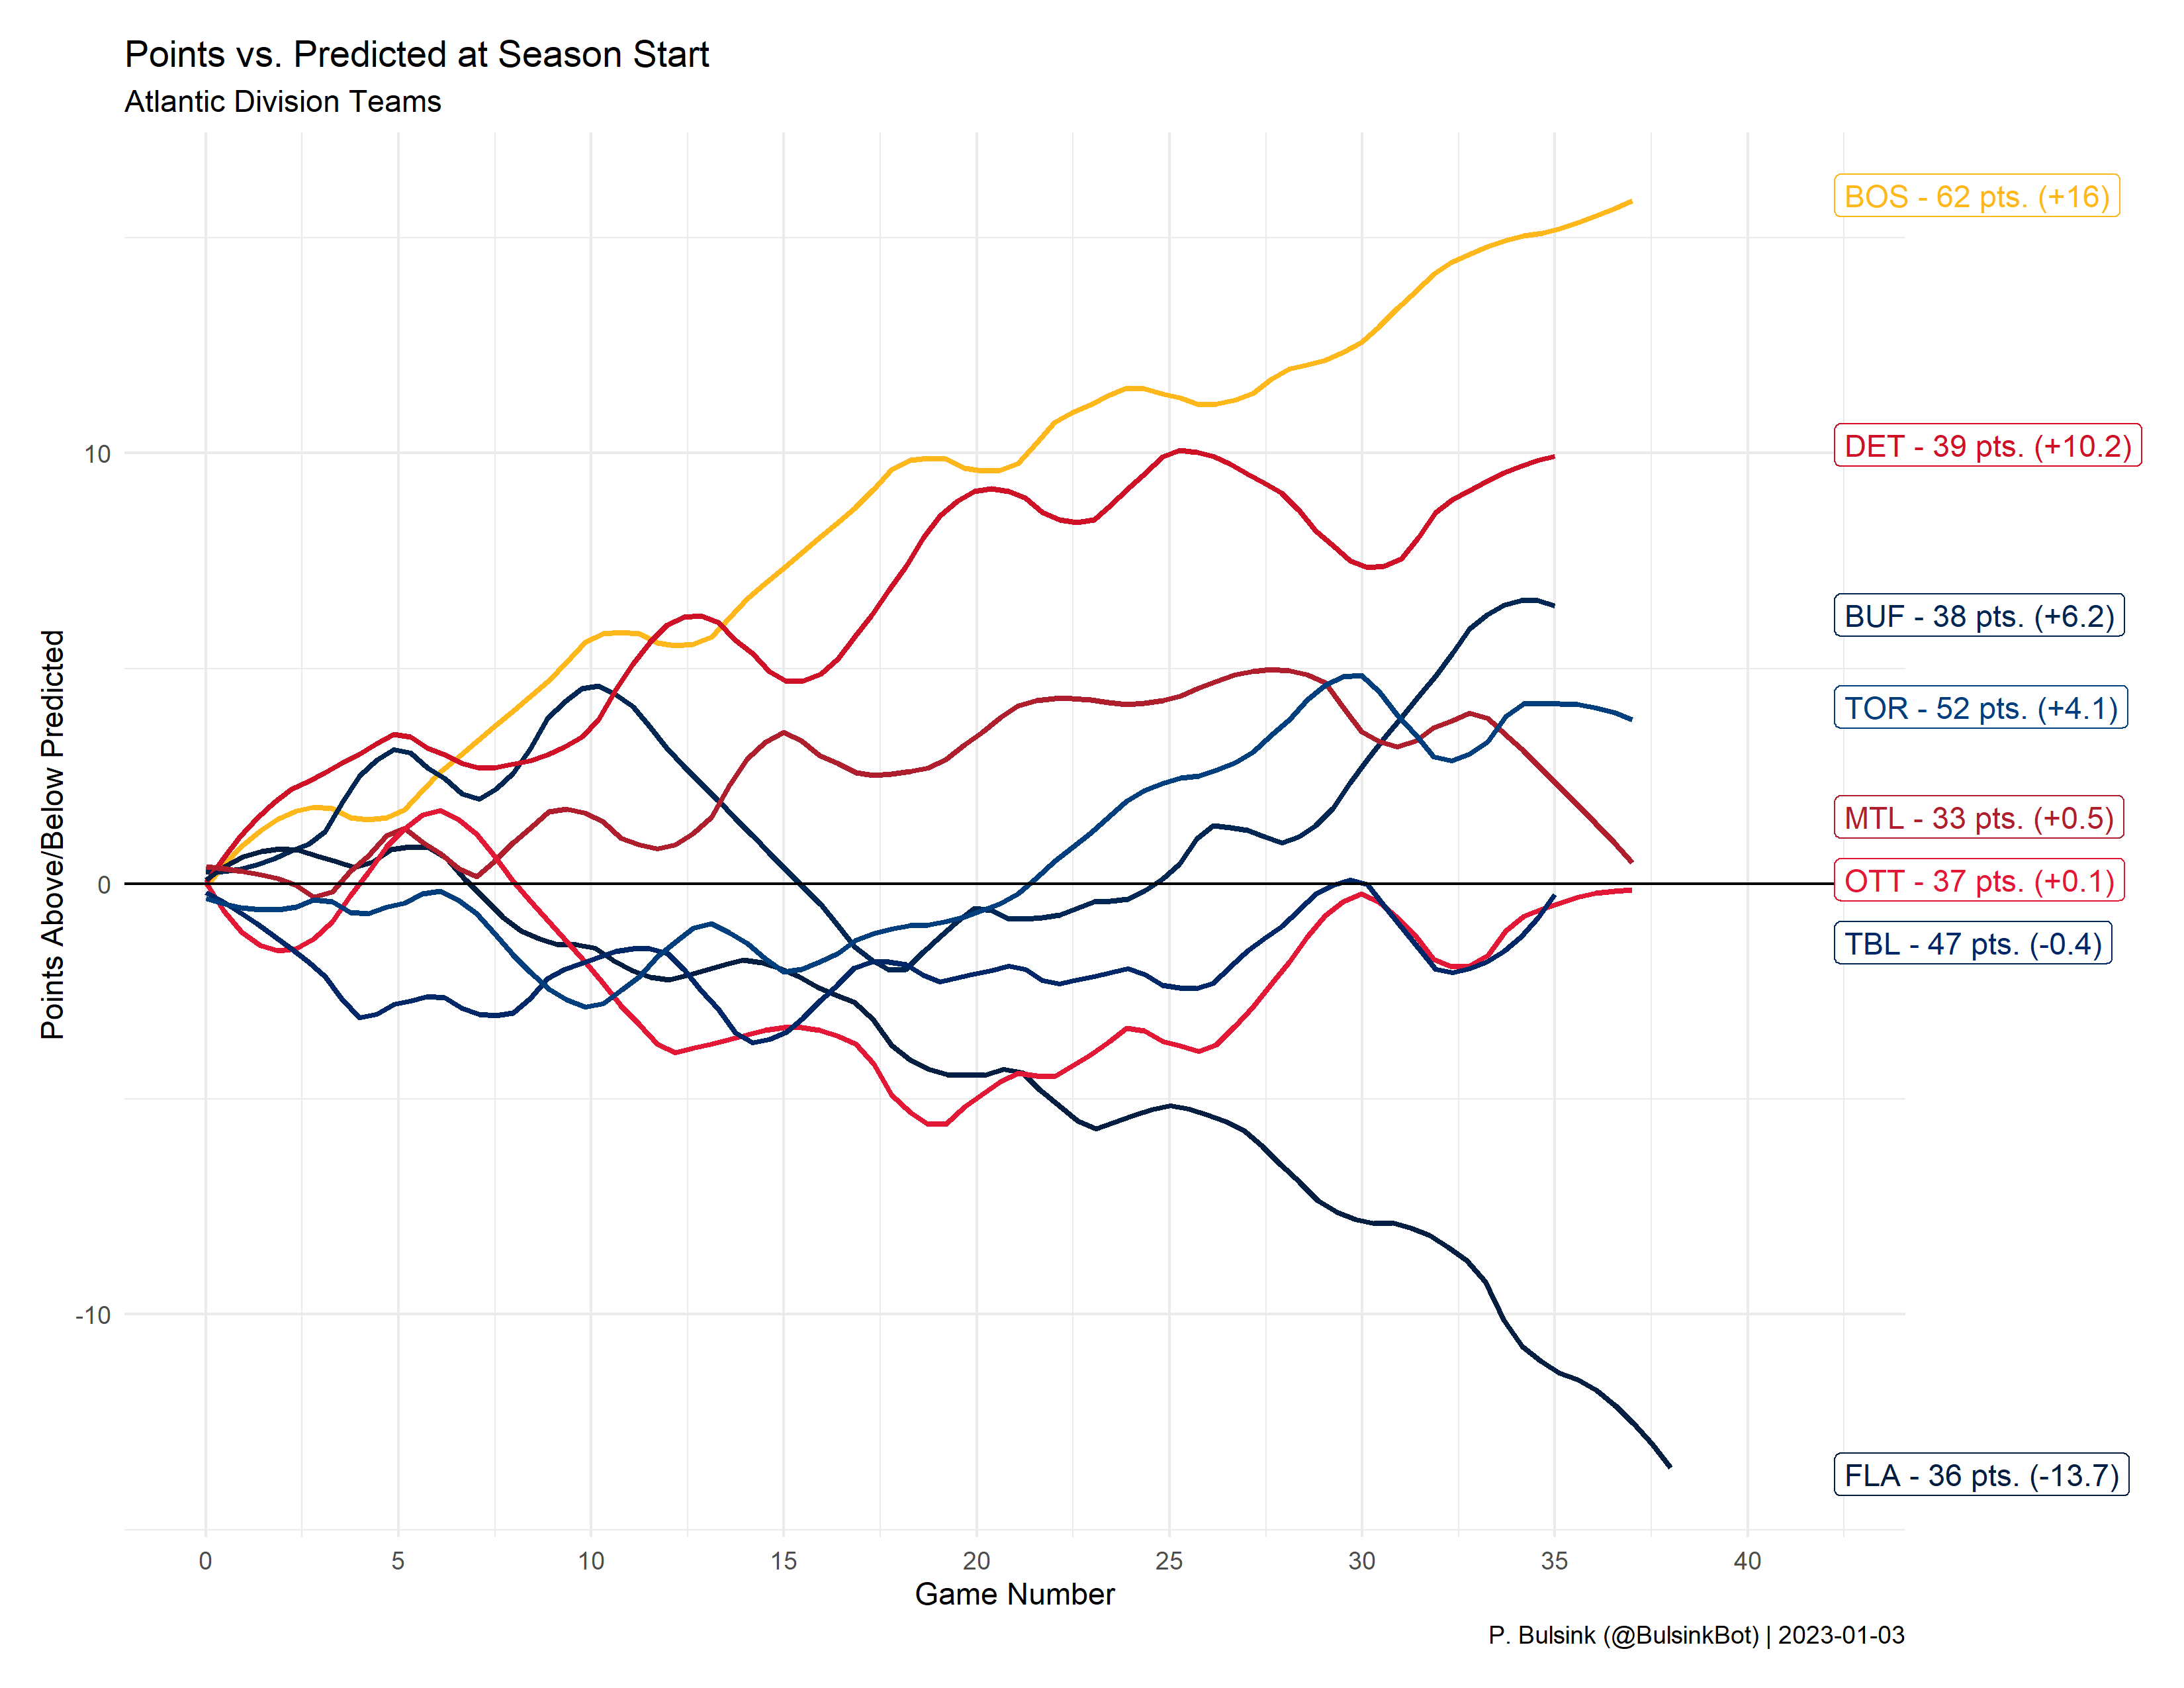 Points vs. Predicted at Season Start
Atlantic Division Teams
Points Above/Below Predicted
10
0
-10
BOS - 62 pts. (+16)
DET - 39 pts. (+10.2)
BUF - 38 pts. (+6.2)
TOR - 52 pts. (+4.1)
MTL - 33 pts. (+0.5)
OTT - 37 pts. (+0.1)
TBL - 47 pts. (-0.4)
FLA - 36 pts. (-13.7)
0 5 10 15 20 25 30 35 40
Game Number
P. Bulsink (@BulsinkBot) | 2023-01-03